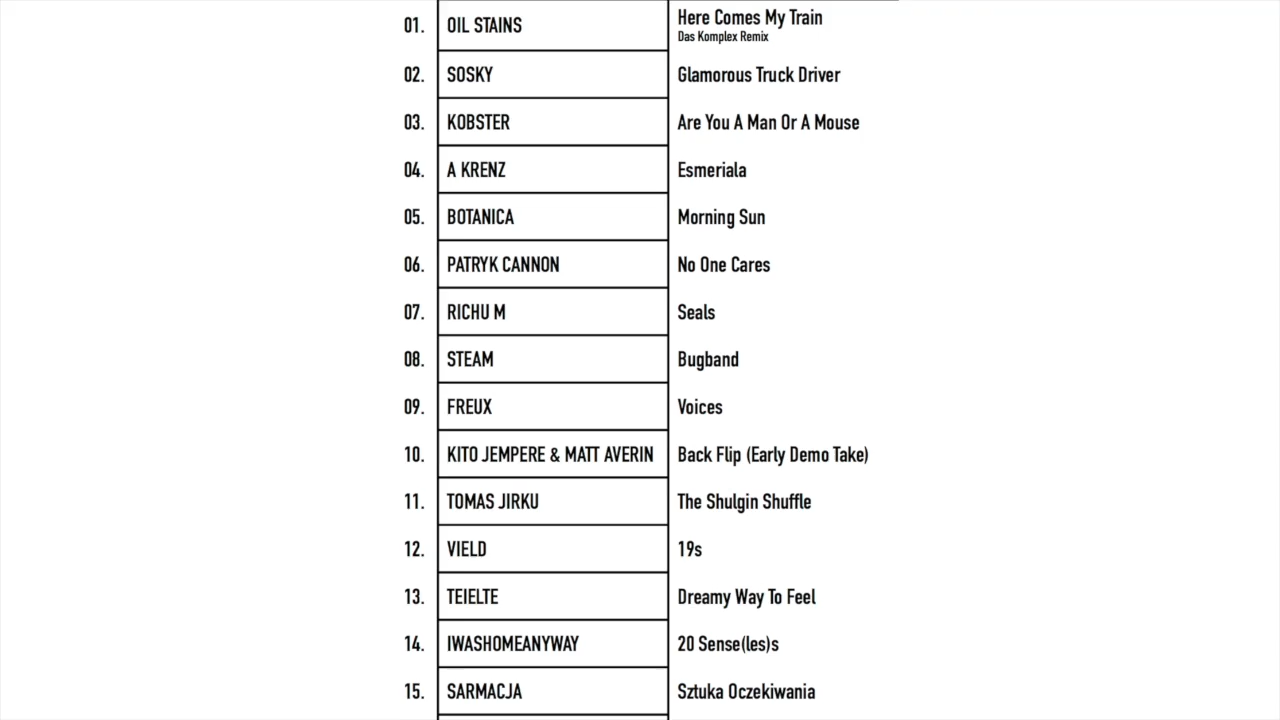 01. OIL STAINS Here Comes My Train
Das Komplex Remix
02. SOSKY Glamorous Truck Driver
03. KOBSTER Are You A Man Or A Mouse
04. A KRENZ Esmeriala
05. BOTANICA Morning Sun
06. PATRYK CANNON No One Cares
07. RICHU M Seals
08. STEAM Bugband
09. FREUX Voices
10. KITO JEMPERE & MATT AVERIN Back Flip (Early Demo Take)
11. TOMAS JIRKU The Shulgin Shuffle
12. VIELD 19s
13. TEIELTE Dreamy Way To Feel
14. IWASHOMEANYWAY 20 Sense(les)s
15. SARMACJA Sztuka Oczekiwania